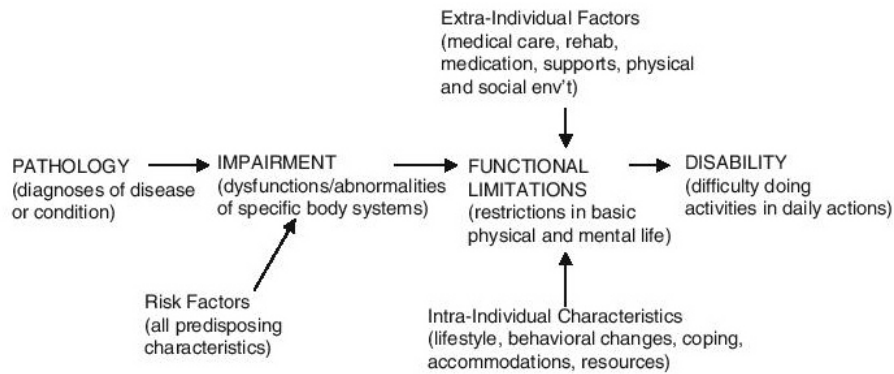 Extra-Individual Factors
(medical care, rehab,
medication, supports, physical
and social env't)
PATHOLOGY
(diagnoses of disease
or condition)
IMPAIRMENT
(dysfunctions/abnormalities
of specific body systems)
FUNCTIONAL
LIMITATIONS
(restrictions in basic
physical and mental life)
DISABILITY
(difficulty doing
activities in daily actions)
Risk Factors
(all predisposing
characteristics)
Intra-Individual Characteristics
(lifestyle, behavioral changes, coping,
accommodations, resources)